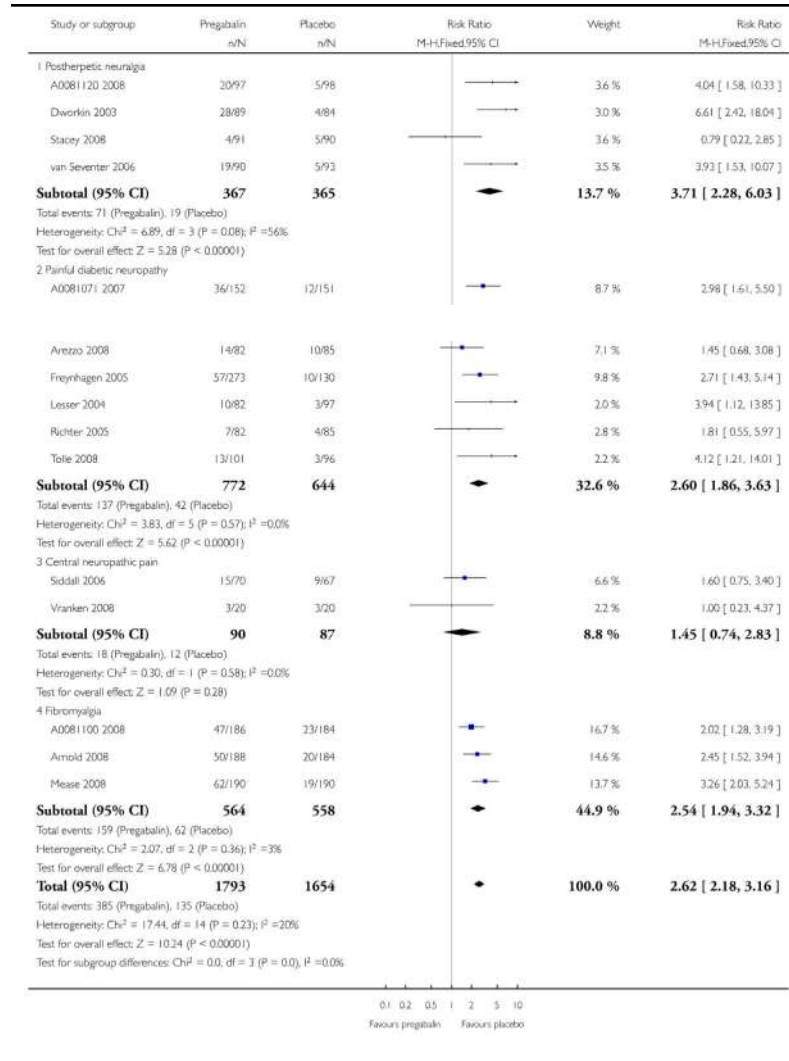 Study or subgroup Pregabalin Placebo Risk Ratio Weight Risk Ratio
n/N n/N M-H,Fixed,95% CI M-H,Fixed,95% CI
1 Postherpetic neuralgia
A0081120 2008 20/97 5/98 3.6 % 4.04 [ 1.58, 10.33 ]
Dworkin 2003 28/89 4/84 3.0 % 6.61 [ 2.42, 18.04 ]
Stacey 2008 4/91 5/90 3.6 % 0.79 [ 0.22, 2.85 ]
van Seventer 2006 19/90 5/93 3.5 % 3.93 [ 1.53, 10.07 ]
Subtotal (95% CI) 367 365 13.7 % 3.71 [ 2.28, 6.03 ]
Total events: 71 (Pregabalin), 19 (Placebo)
Heterogeneity: Chi² = 6.89, df = 3 (P = 0.08); I² =56%
Test for overall effect: Z = 5.28 (P < 0.00001)
2 Painful diabetic neuropathy
A0081071 2007 36/152 12/151 8.7 % 2.98 [ 1.61, 5.50 ]
Arezzo 2008 14/82 10/85 7.1 % 1.45 [ 0.68, 3.08 ]
Freynhagen 2005 57/273 10/130 9.8 % 2.71 [ 1.43, 5.14 ]
Lesser 2004 10/82 3/97 2.0 % 3.94 [ 1.12, 13.85 ]
Richter 2005 7/82 4/85 2.8 % 1.81 [ 0.55, 5.97 ]
Tolle 2008 13/101 3/96 2.2 % 4.12 [ 1.21, 14.01 ]
Subtotal (95% CI) 772 644 32.6 % 2.60 [ 1.86, 3.63 ]
Total events: 137 (Pregabalin), 42 (Placebo)
Heterogeneity: Chi² = 3.83, df = 5 (P = 0.57); I² =0.0%
Test for overall effect: Z = 5.62 (P < 0.00001)
3 Central neuropathic pain
Siddall 2006 15/70 9/67 6.6 % 1.60 [ 0.75, 3.40 ]
Vranken 2008 3/20 3/20 2.2 % 1.00 [ 0.23, 4.37 ]
Subtotal (95% CI) 90 87 8.8 % 1.45 [ 0.74, 2.83 ]
Total events: 18 (Pregabalin), 12 (Placebo)
Heterogeneity: Chi² = 0.30, df = 1 (P = 0.58); I² =0.0%
Test for overall effect: Z = 1.09 (P = 0.28)
4 Fibromyalgia
A0081100 2008 47/186 23/184 16.7 % 2.02 [ 1.28, 3.19 ]
Arnold 2008 50/188 20/184 14.6 % 2.45 [ 1.52, 3.94 ]
Mease 2008 62/190 19/190 13.7 % 3.26 [ 2.03, 5.24 ]
Subtotal (95% CI) 564 558 44.9 % 2.54 [ 1.94, 3.32 ]
Total events: 159 (Pregabalin), 62 (Placebo)
Heterogeneity: Chi² = 2.07, df = 2 (P = 0.36); I² =3%
Test for overall effect: Z = 6.78 (P < 0.00001)
Total (95% CI) 1793 1654 100.0 % 2.62 [ 2.18, 3.16 ]
Total events: 385 (Pregabalin), 135 (Placebo)
Heterogeneity: Chi² = 17.44, df = 14 (P = 0.23); I² =20%
Test for overall effect: Z = 10.24 (P < 0.00001)
Test for subgroup differences: Chi² = 0.0, df = 3 (P = 0.0), I² =0.0%
0.1 0.2 0.5 1 2 5 10
Favours pregabalin Favours placebo